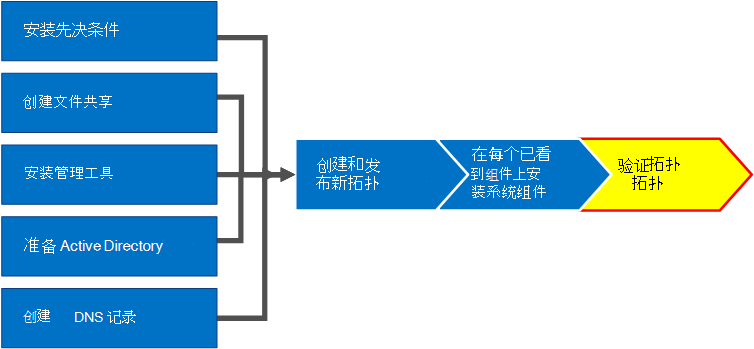 安装先决条件
创建文件共享
安装管理工具
准备 Active Directory
创建 DNS 记录
创建和发
布新拓扑
在每个已看
到组件上安
装系统组件
验证拓扑
拓扑